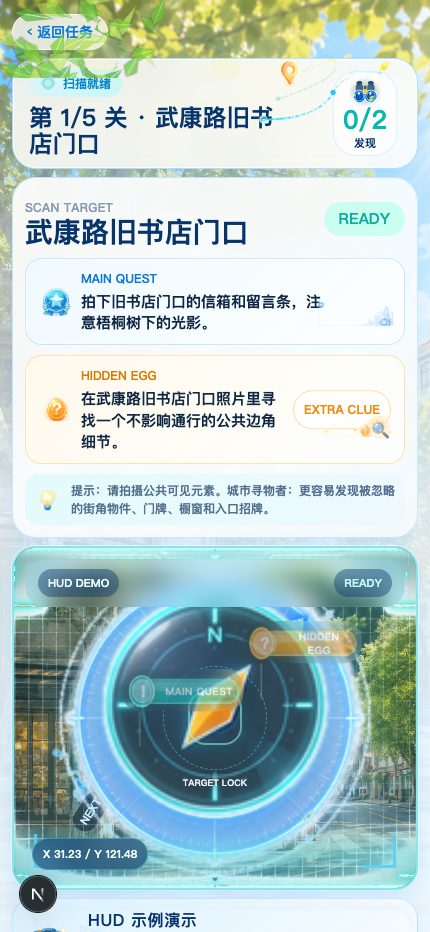 < 返回任务
扫描就绪
第 1/5 关 · 武康路旧书
店门口
0/2
发现
SCAN TARGET
武康路旧书店门口
READY
MAIN QUEST
拍下旧书店门口的信箱和留言条，注
意梧桐树下的光影。
HIDDEN EGG
在武康路旧书店门口照片里寻
找一个不影响通行的公共边角
细节。
EXTRA CLUE
提示：请拍摄公共可见元素。城市寻物者：更容易发现被忽略
的街角物件、门牌、橱窗和入口招牌。
HUD DEMO
READY
N
? HIDDEN
EGG
! MAIN QUEST
TARGET LOCK
NEXT
X 31.23 / Y 121.48
N
HUD 示例演示